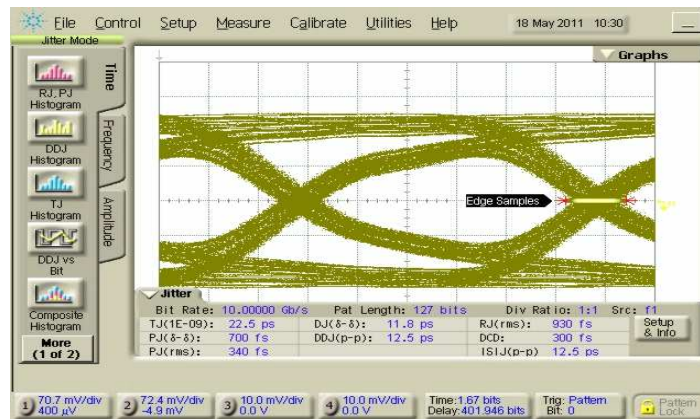 File Control Setup Measure Calibrate Utilities Help 18 May 2011 10:30
Jitter Mode
Graphs
Time
Frequency
Amplitude
RJ, PJ
Histogram
DDJ
Histogram
TJ
Histogram
DDJ vs
Bit
Composite
Histogram
More
(1 of 2)
Edge Samples
Jitter
Bit Rate: 10.00000 Gb/s Pat Length: 127 bits Div Ratio: 1:1 Src: f1
TJ(1E-09): 22.5 ps DJ(δ-δ): 11.8 ps RJ(rms): 930 fs
PJ(δ-δ): 700 fs DDJ(p-p): 12.5 ps DCD: 300 fs
PJ(rms): 340 fs ISIJ(p-p) 12.5 ps
Setup
& Info
1) 70.7 mV/div 2) 72.4 mV/div 3) 10.0 mV/div 4) 10.0 mV/div Time:1.67 bits Trig: Pattern Pattern
400 μV -4.9 mV 0.0 V 0.0 V Delay:401.946 bits Bit: 0 Lock